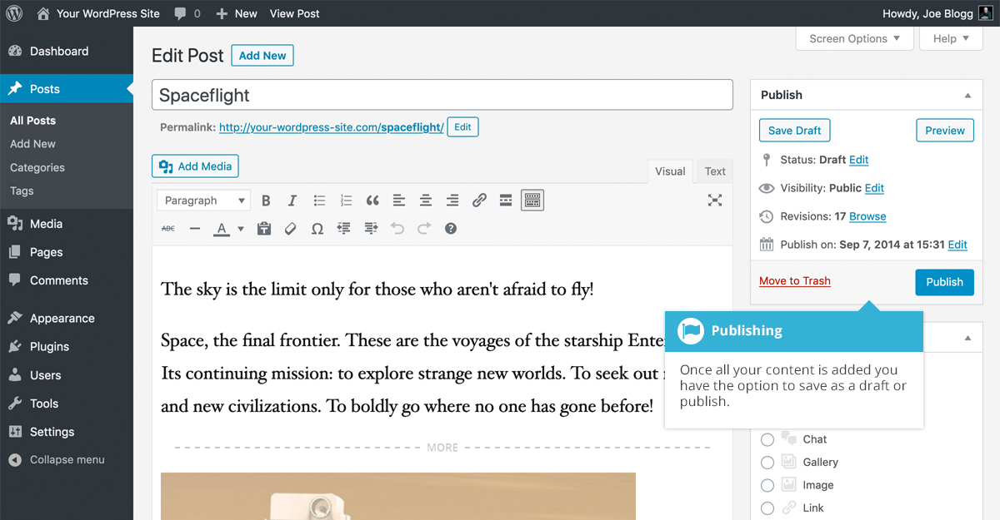 Your WordPress Site 0 New View Post Howdy, Joe Blogg
Screen Options Help
Dashboard
Posts
All Posts
Add New
Categories
Tags
Media
Pages
Comments
Appearance
Plugins
Users
Tools
Settings
Collapse menu
Edit Post Add New
Spaceflight
Permalink: http://your-wordpress-site.com/spaceflight/ Edit
Add Media
Visual Text
Paragraph B I
ABC A Ω
The sky is the limit only for those who aren't afraid to fly!
Space, the final frontier. These are the voyages of the starship
Its continuing mission: to explore strange new worlds. To seek out
and new civilizations. To boldly go where no one has gone before!
MORE
Publish
Save Draft Preview
Status: Draft Edit
Visibility: Public Edit
Revisions: 17 Browse
Publish on: Sep 7, 2014 at 15:31 Edit
Move to Trash Publish
Publishing
Once all your content is added you
have the option to save as a draft or
publish.
Chat
Gallery
Image
Link